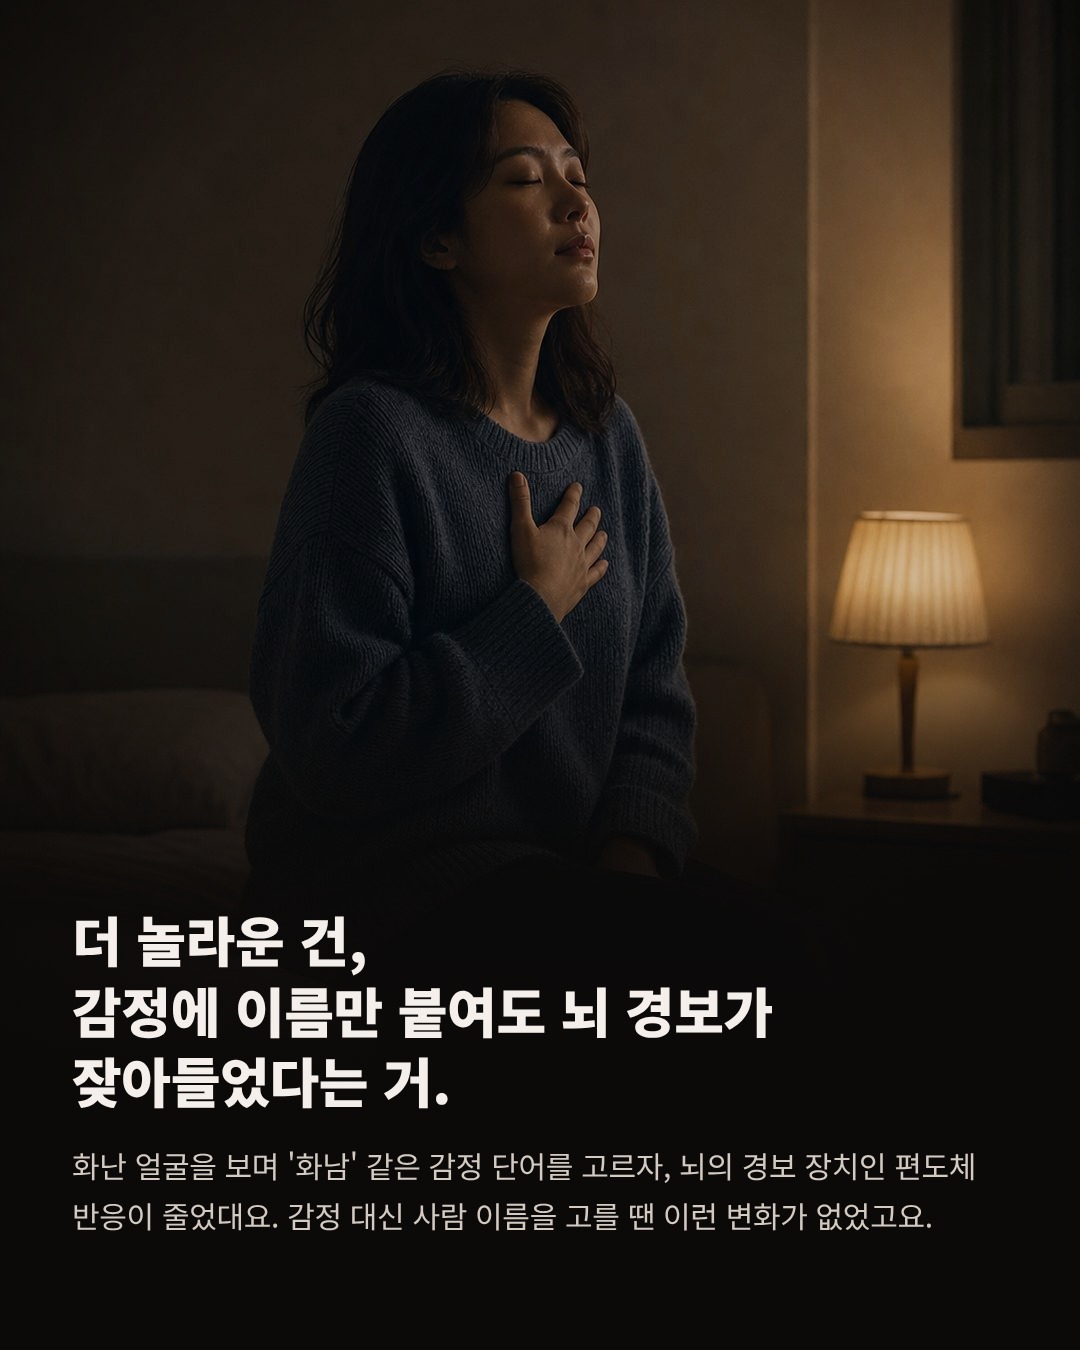 더 놀라운 건,
감정에 이름만 붙여도 뇌 경보가
잦아들었다는 거.
화난 얼굴을 보며 '화남' 같은 감정 단어를 고르자, 뇌의 경보 장치인 편도체
반응이 줄었대요. 감정 대신 사람 이름을 고를 땐 이런 변화가 없었고요.